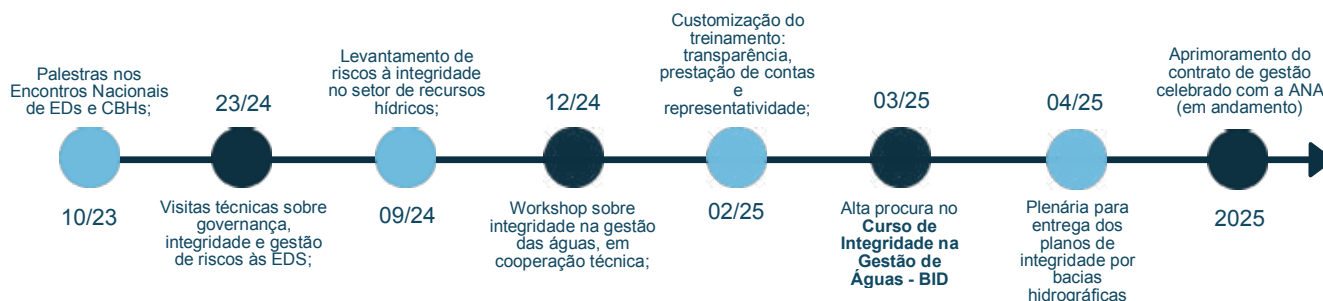 Palestras nos
Encontros Nacionais
de EDs e CBHs;
10/23
23/24
Visitas técnicas sobre
governança,
integridade e gestão
de riscos às EDS;
Levantamento de
riscos à integridade
no setor de recursos
hídricos;
09/24
12/24
Workshop sobre
integridade na gestão
das águas, em
cooperação técnica;
Customização do
treinamento:
transparência,
prestação de contas
e
representatividade;
02/25
03/25
Alta procura no
Curso de
Integridade na
Gestão de
Águas - BID
04/25
Plenária para
entrega dos
planos de
integridade por
bacias
hidrográficas
Aprimoramento do
contrato de gestão
celebrado com a ANA
(em andamento)
2025